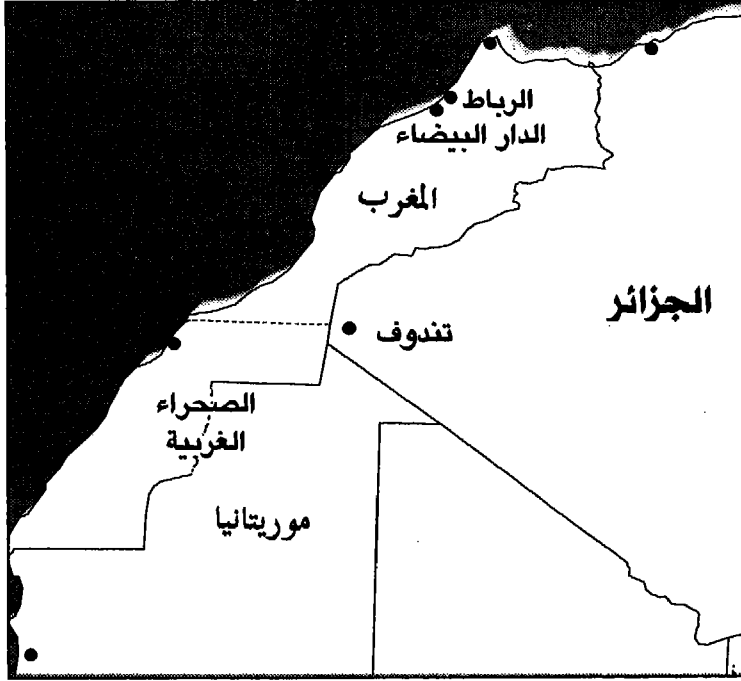 الرباط
الدار البيضاء
المغرب
الجزائر
تندوف
الصحراء
الغربية
موريتانيا